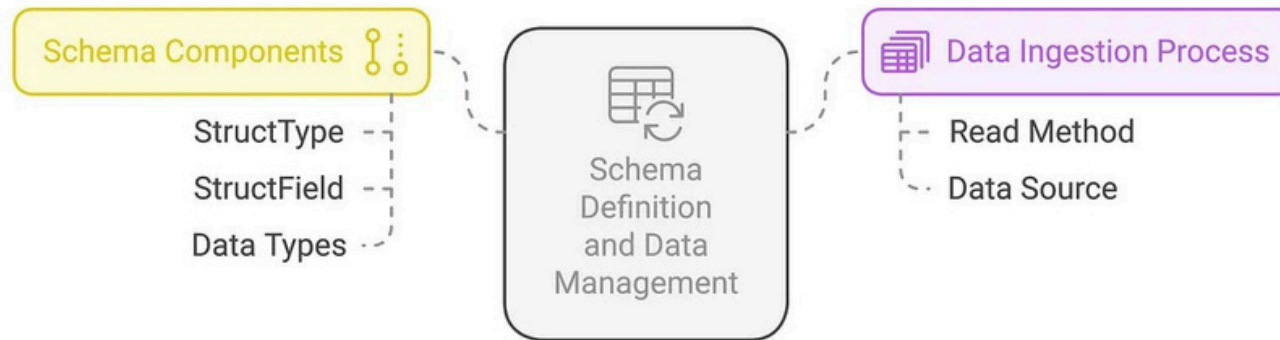 Schema Components
StructType
StructField
Data Types
Schema
Definition
and Data
Management
Data Ingestion Process
Read Method
Data Source